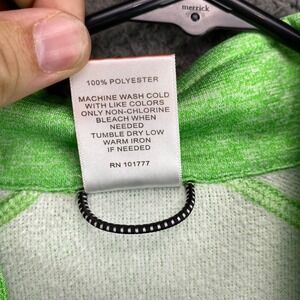 merrick
100% POLYESTER
MACHINE WASH COLD
WITH LIKE COLORS
ONLY NON-CHLORINE
BLEACH WHEN
NEEDED
TUMBLE DRY LOW
WARM IRON
IF NEEDED
RN 101777